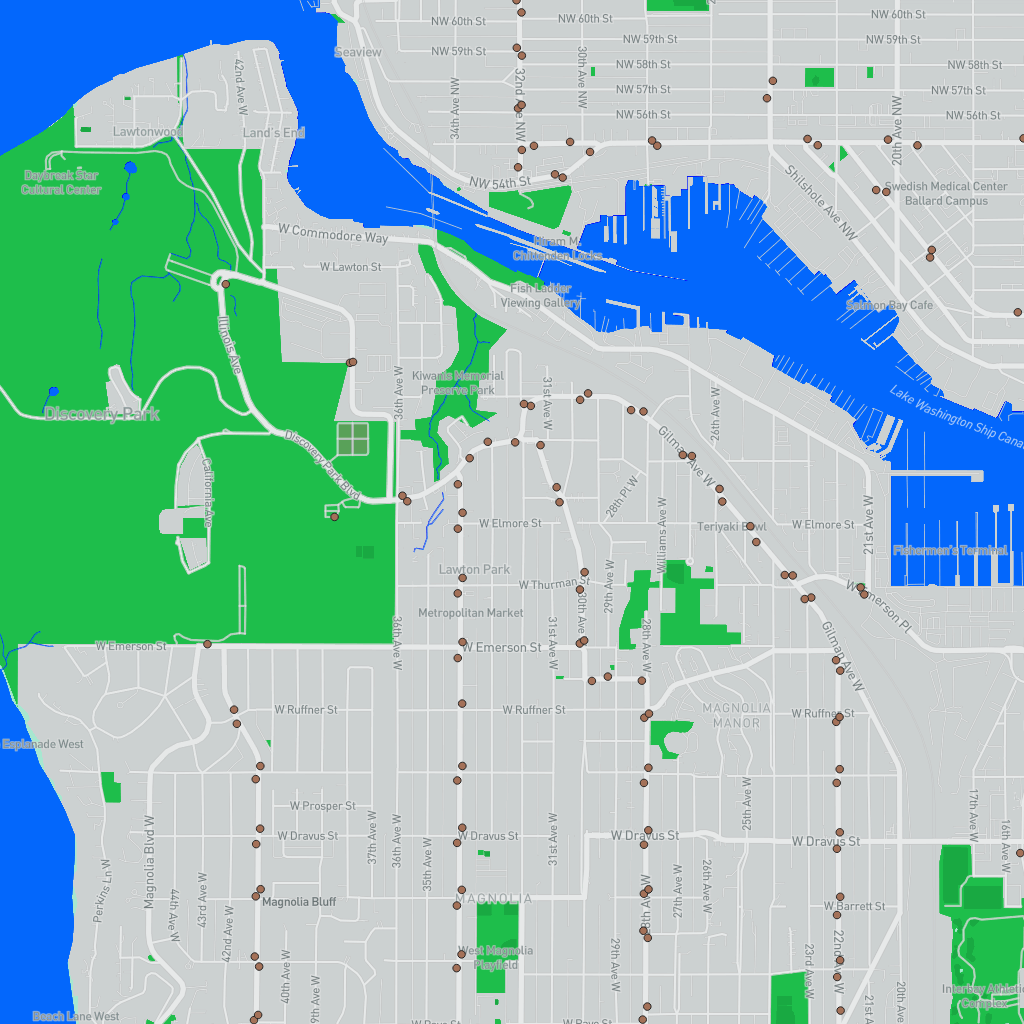 NW 60th St
NW 60th St
NW 59th St
NW 59th St
NW 59th St
Seaview
NW 58th St
NW 58th St
NW 57th St
NW 57th St
NW 56th St
NW 56th St
42nd Ave W
34th Ave NW
32nd Ave NW
30th Ave NW
20th Ave NW
Lawtonwood
Land's End
Daybreak Star
Cultural Center
NW 54th St
Shilshole Ave NW
Swedish Medical Center
Ballard Campus
W Commodore Way
Hiram M.
Chittenden Locks
W Lawton St
Fish Ladder
Viewing Gallery
Salmon Bay Cafe
Illinois Ave
Kiwanis Memorial
Preserve Park
36th Ave W
31st Ave W
26th Ave W
Lake Washington Ship Canal
Discovery Park
Discovery Park Blvd
Gilman Ave W
California Ave
28th Pl W
Williams Ave W
21st Ave W
W Elmore St
Teriyaki Bowl
W Elmore St
Fishermen's Terminal
Lawton Park
W Thurman St
29th Ave W
30th Ave W
Metropolitan Market
W Emerson Pl
39th Ave W
31st Ave W
28th Ave W
Gilman Ave W
W Emerson St
W Emerson St
W Ruffner St
W Ruffner St
MAGNOLIA
MANOR
W Ruffner St
Esplanade West
W Prosper St
W Dravus St
W Dravus St
W Dravus St
Magnolia Blvd W
37th Ave W
36th Ave W
35th Ave W
31st Ave W
25th Ave W
17th Ave W
16th Ave W
Perkins Ln W
44th Ave W
43rd Ave W
42nd Ave W
Magnolia Bluff
MAGNOLIA
27th Ave W
26th Ave W
W Barrett St
West Magnolia
Playfield
40th Ave W
29th Ave W
23rd Ave W
22nd Ave W
21st Ave W
20th Ave W
Interbay Athletic
Complex
Beach Lane West